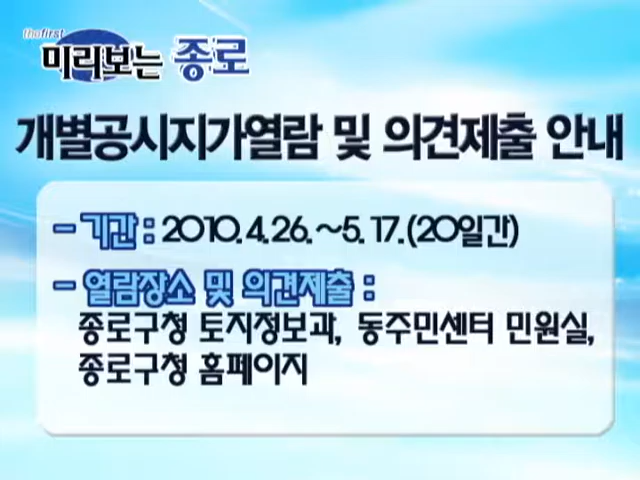 thefirst
미리보는 종로
개별공시지가열람 및 의견제출 안내
- 기간 : 2010. 4. 26. ~ 5. 17. (20일간)
- 열람장소 및 의견제출 :
종로구청 토지정보과, 동주민센터 민원실,
종로구청 홈페이지